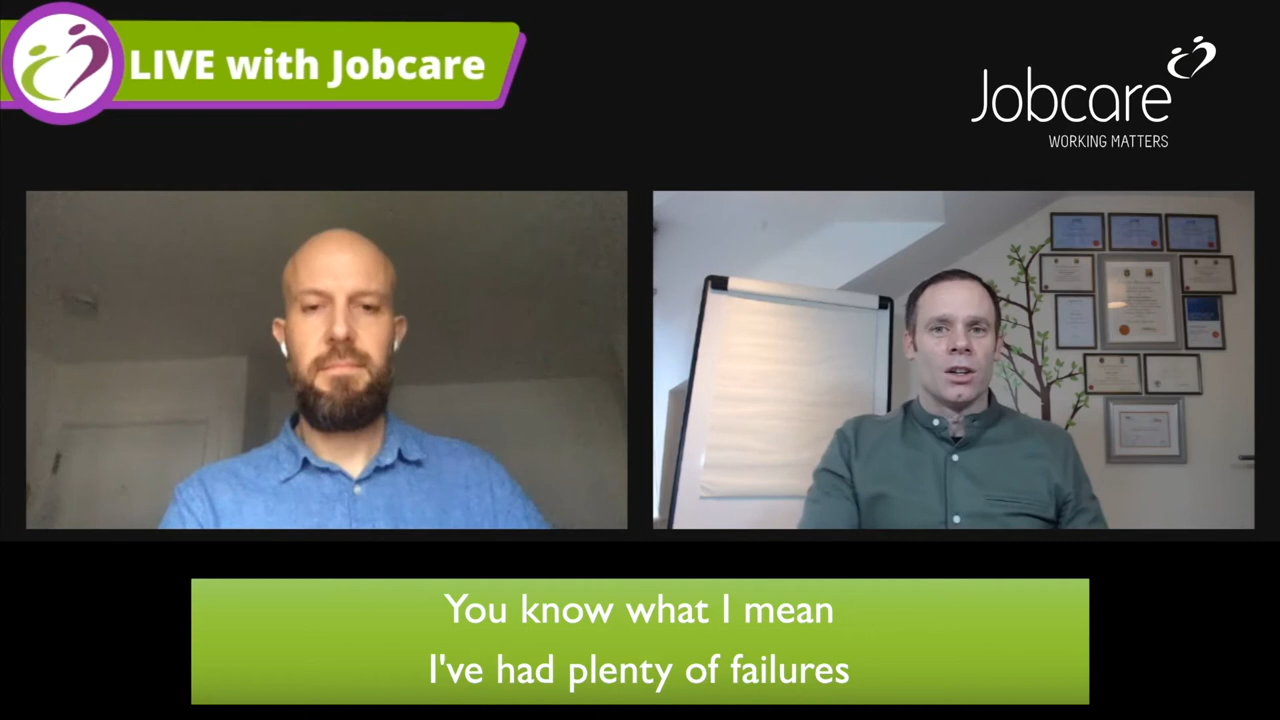 LIVE with Jobcare
Jobcare
WORKING MATTERS
You know what I mean
I've had plenty of failures